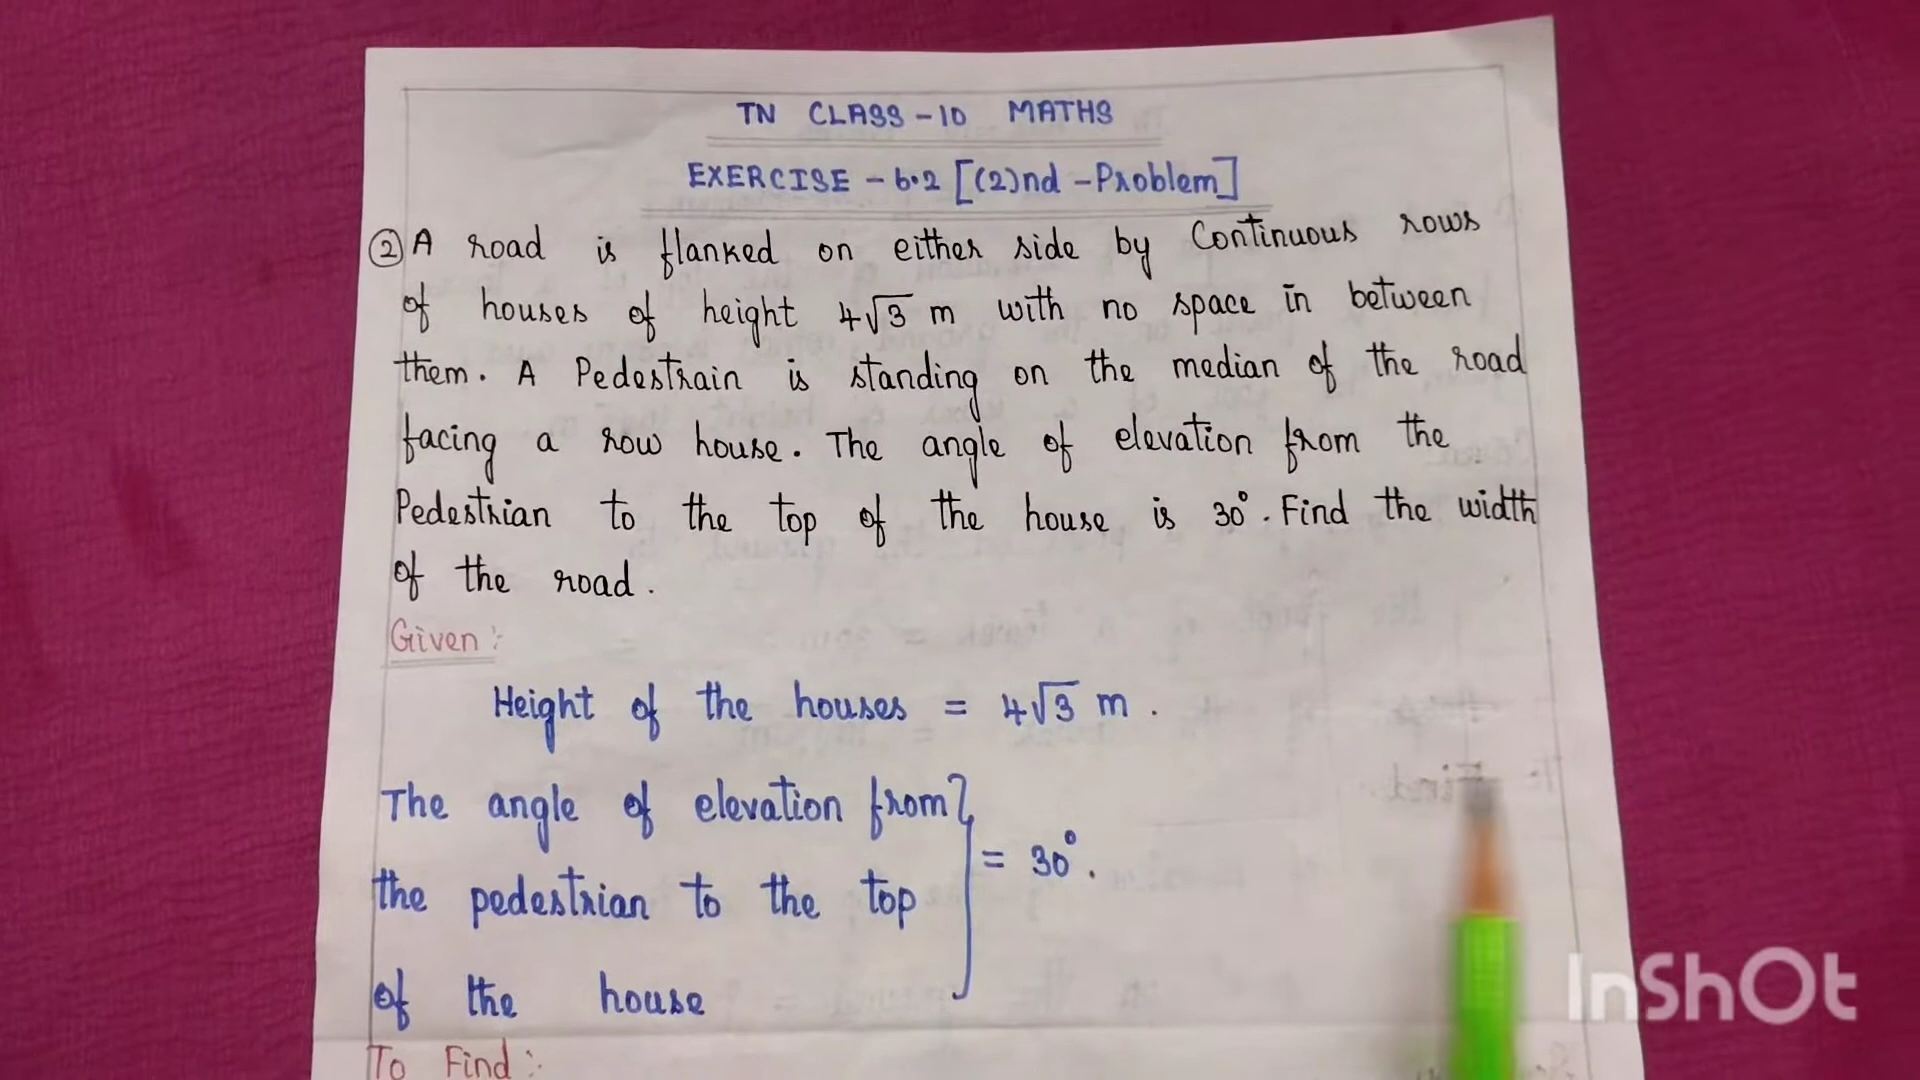 TN CLASS-10 MATHS
EXERCISE - 6.2 [(2)nd - Problem]
② A road is flanked on either side by Continuous rows
of houses of height 4√3 m with no space in between
them. A Pedestrain is standing on the median of the road
facing a row house. The angle of elevation from the
Pedestrian to the top of the house is 30°. Find the width
of the road.
Given:
Height of the houses = 4√3 m.
The angle of elevation from
the pedestrian to the top
= 30°.
of the house
To Find:-
InShOt